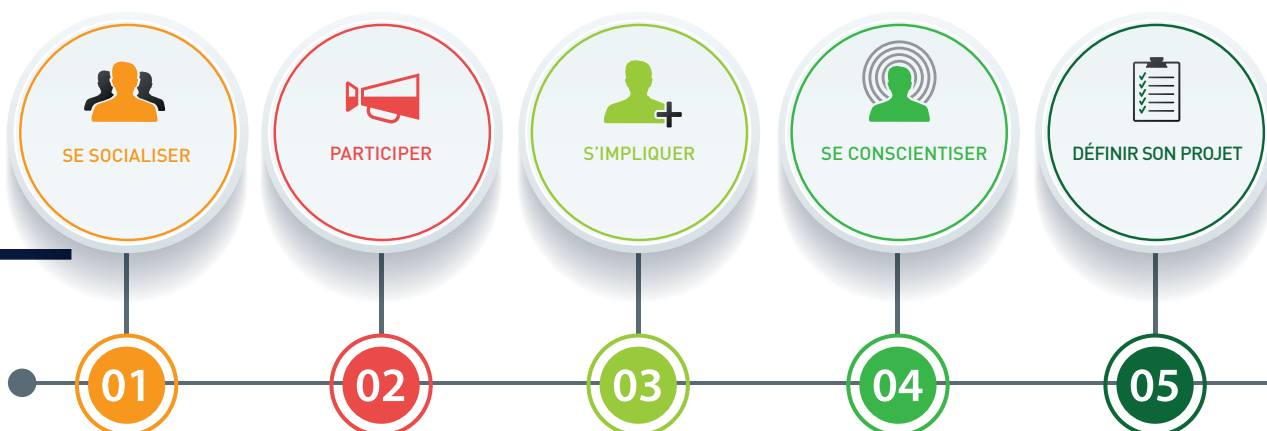 SE SOCIALISER
PARTICIPER
S'IMPLIQUER
SE CONSCIENTISER
DÉFINIR SON PROJET
01
02
03
04
05